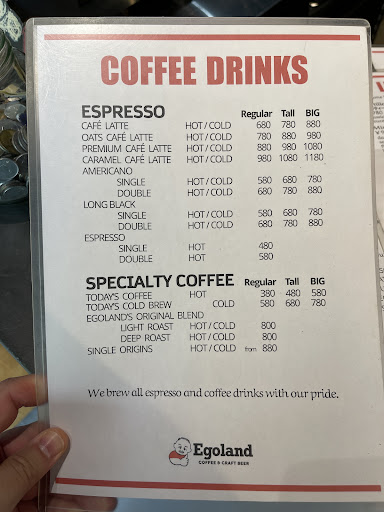 COFFEE DRINKS
ESPRESSO Regular Tall BIG
CAFÉ LATTE HOT / COLD 680 780 880
OATS CAFÉ LATTE HOT / COLD 780 880 980
PREMIUM CAFÉ LATTE HOT / COLD 880 980 1080
CARAMEL CAFÉ LATTE HOT / COLD 980 1080 1180
AMERICANO
SINGLE HOT / COLD 580 680 780
DOUBLE HOT / COLD 680 780 880
LONG BLACK
SINGLE HOT / COLD 580 680 780
DOUBLE HOT / COLD 680 780 880
ESPRESSO
SINGLE HOT 480
DOUBLE HOT 580
SPECIALTY COFFEE Regular Tall BIG
TODAY'S COFFEE HOT 380 480 580
TODAY'S COLD BREW COLD 580 680 780
EGOLAND'S ORIGINAL BLEND
LIGHT ROAST HOT / COLD 800
DEEP ROAST HOT / COLD 800
SINGLE ORIGINS HOT / COLD from 880
We brew all espresso and coffee drinks with our pride.
Egoland
COFFEE & CRAFT BEER